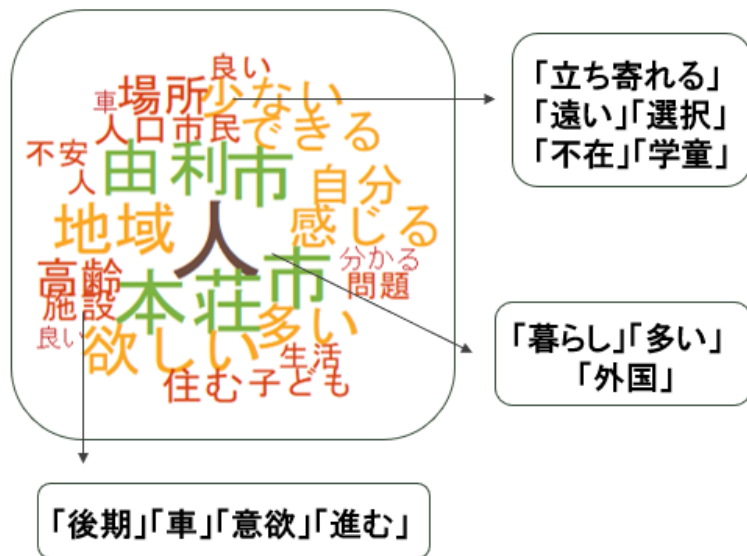 良い
車 場所 少ない
人口 市民 できる
不安 由利 市 自分
人
地域 人 感じる
高齢 本荘 市 分かる
施設 問題
良い 欲しい 多い
生活
住む 子ども
「立ち寄れる」
「遠い」「選択」
「不在」「学童」
「暮らし」「多い」
「外国」
「後期」「車」「意欲」「進む」